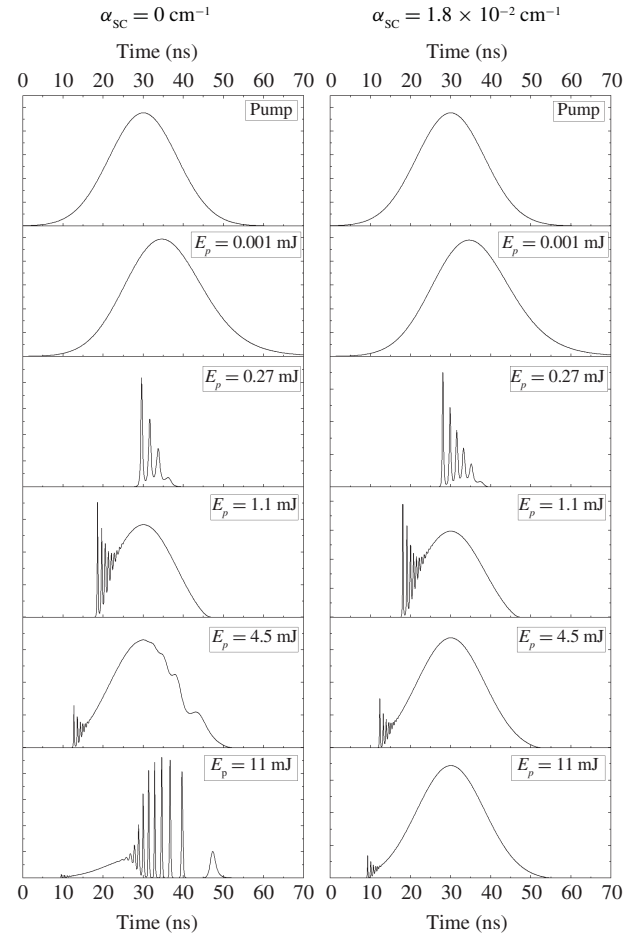 α_SC = 0 cm⁻¹ α_SC = 1.8 × 10⁻² cm⁻¹
Time (ns) Time (ns)
0 10 20 30 40 50 60 70 0 10 20 30 40 50 60 70
Pump Pump
E_p = 0.001 mJ E_p = 0.001 mJ
E_p = 0.27 mJ E_p = 0.27 mJ
E_p = 1.1 mJ E_p = 1.1 mJ
E_p = 4.5 mJ E_p = 4.5 mJ
E_p = 11 mJ E_p = 11 mJ
0 10 20 30 40 50 60 70 0 10 20 30 40 50 60 70
Time (ns) Time (ns)